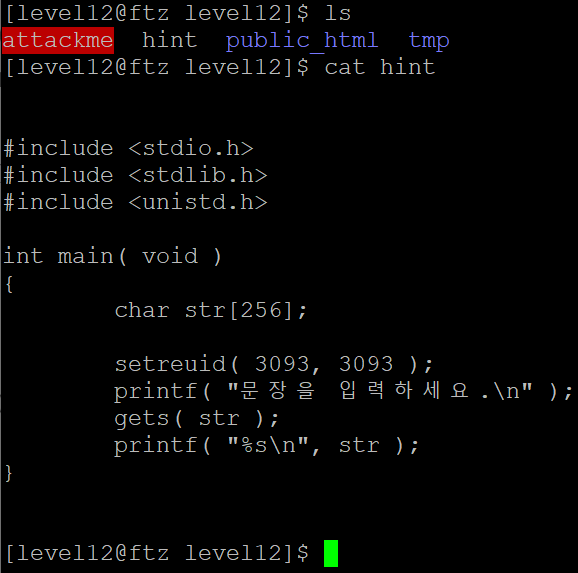 [level12@ftz level12]$ ls
attackme  hint  public_html  tmp
[level12@ftz level12]$ cat hint
#include <stdio.h>
#include <stdlib.h>
#include <unistd.h>
int main( void )
{
        char str[256];
        setreuid( 3093, 3093 );
        printf( "문장을 입력하세요.\n" );
        gets( str );
        printf( "%s\n", str );
}
[level12@ftz level12]$